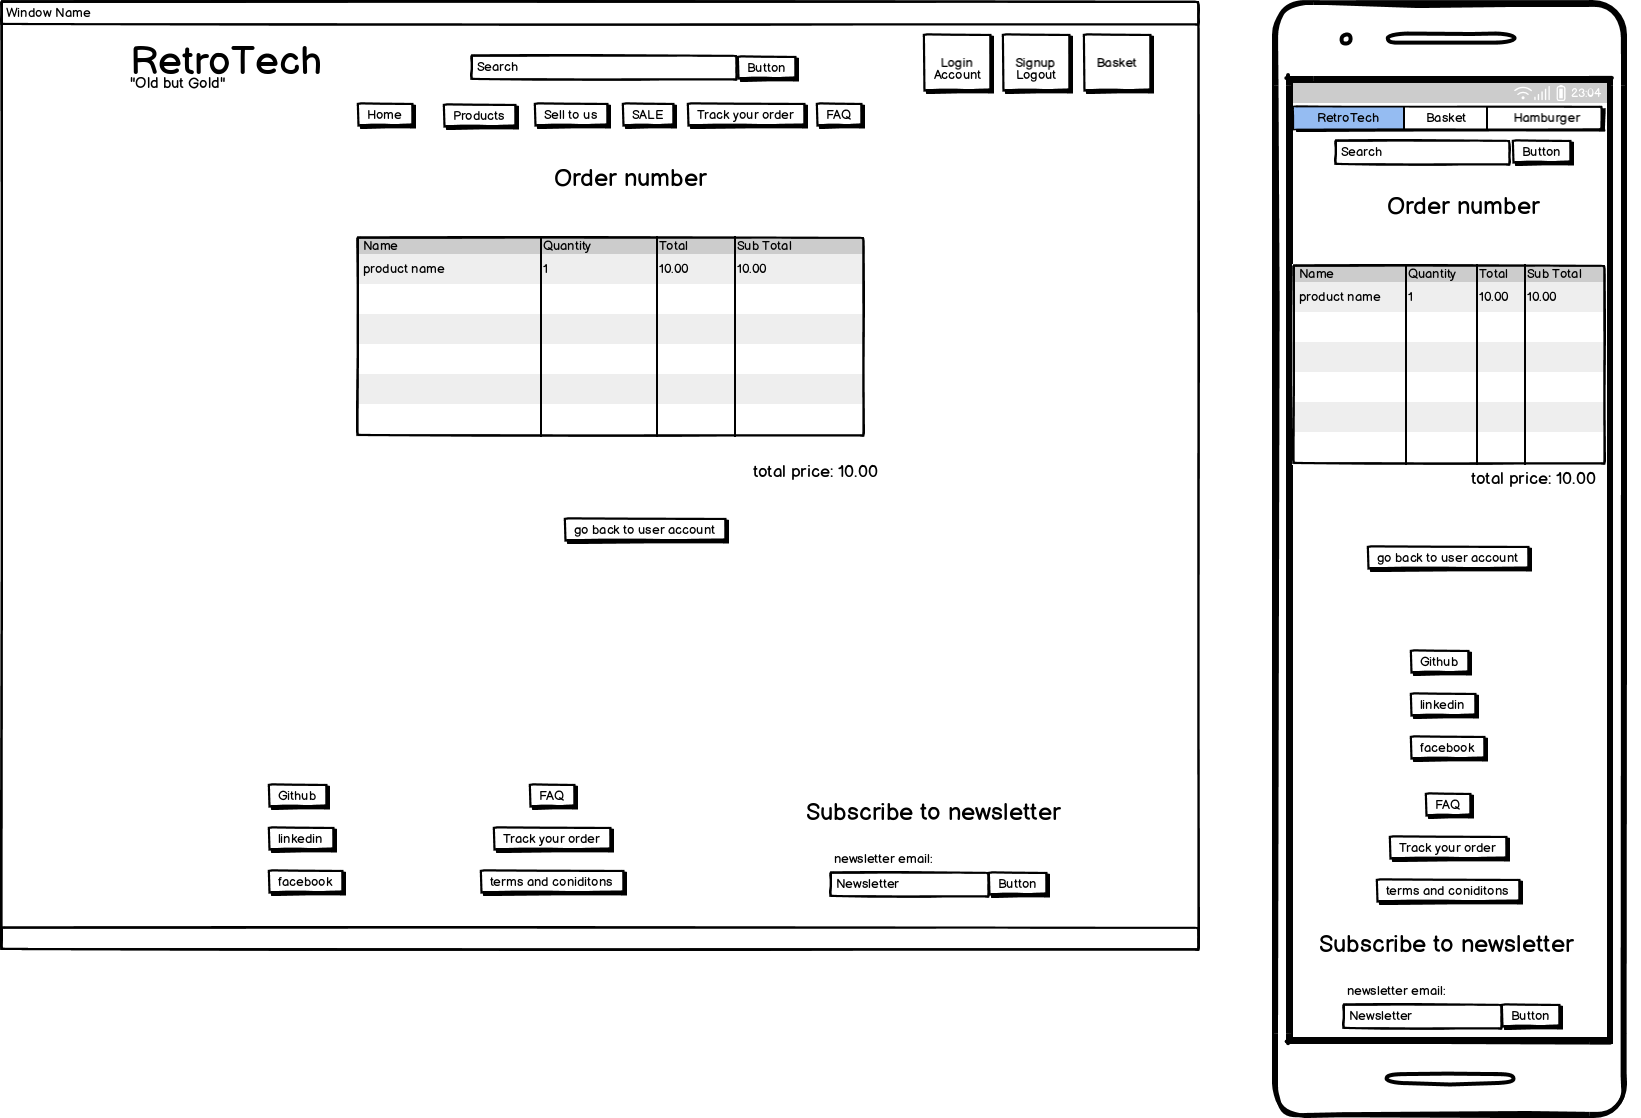 Window Name
RetroTech
"Old but Gold"
Search
Button
Login
Account
Signup
Logout
Basket
Home
Products
Sell to us
SALE
Track your order
FAQ
Order number
Name Quantity Total Sub Total
product name 1 10.00 10.00
total price: 10.00
go back to user account
Github
linkedin
facebook
FAQ
Track your order
terms and coniditons
Subscribe to newsletter
newsletter email:
Newsletter
Button
23:04
RetroTech Basket Hamburger
Search
Button
Order number
Name Quantity Total Sub Total
product name 1 10.00 10.00
total price: 10.00
go back to user account
Github
linkedin
facebook
FAQ
Track your order
terms and coniditons
Subscribe to newsletter
newsletter email:
Newsletter
Button